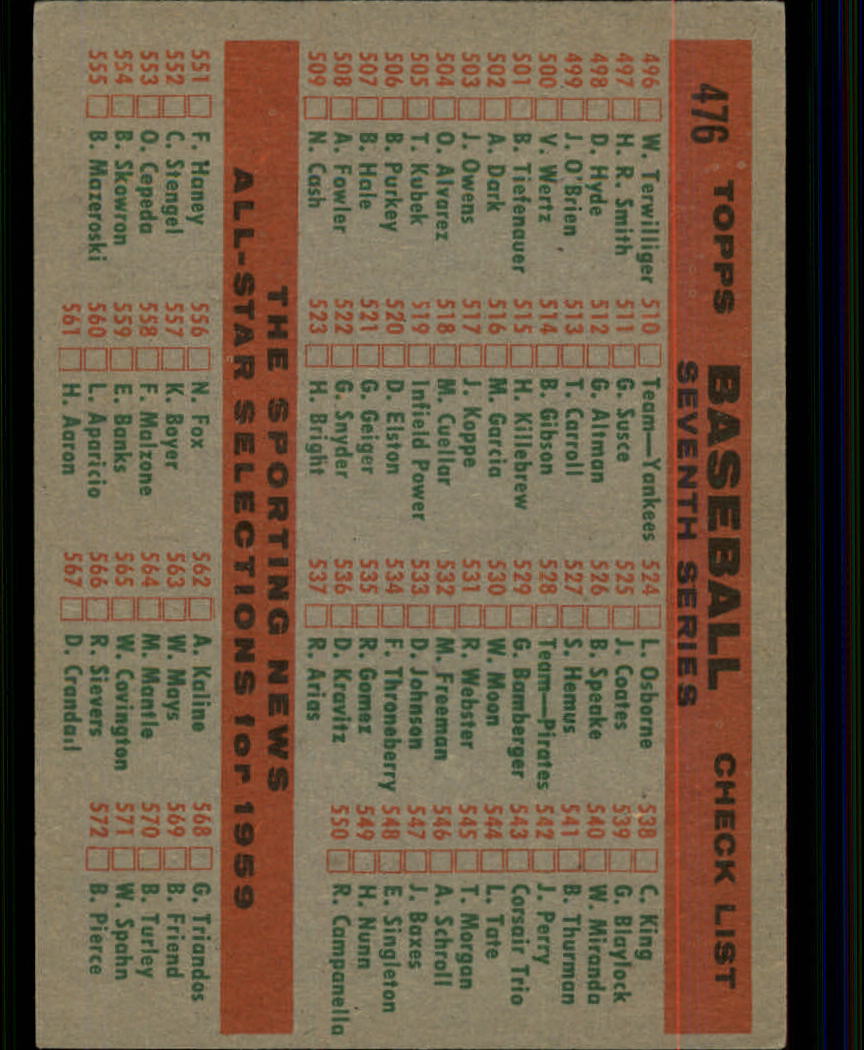 476 TOPPS BASEBALL CHECK LIST
SEVENTH SERIES
496 W. Terwilliger
497 H. R. Smith
498 D. Hyde
499 J. O'Brien
500 V. Wertz
501 B. Tiefenauer
502 A. Dark
503 J. Owens
504 O. Alvarez
505 T. Kubek
506 B. Purkey
507 B. Hale
508 A. Fowler
509 N. Cash
510 Team—Yankees
511 G. Susce
512 G. Altman
513 T. Carroll
514 B. Gibson
515 H. Killebrew
516 M. Garcia
517 J. Koppe
518 M. Cuellar
519 Infield Power
520 D. Elston
521 G. Geiger
522 G. Snyder
523 H. Bright
524 L. Osborne
525 J. Coates
526 B. Speake
527 S. Hemus
528 Team—Pirates
529 G. Bamberger
530 W. Moon
531 R. Webster
532 M. Freeman
533 D. Johnson
534 F. Throneberry
535 R. Gomez
536 D. Kravitz
537 R. Arias
538 C. King
539 G. Blaylock
540 W. Miranda
541 B. Thurman
542 J. Perry
543 Corsair Trio
544 L. Tate
545 T. Morgan
546 A. Schroll
547 J. Baxes
548 E. Singleton
549 H. Nunn
550 R. Campanella
THE SPORTING NEWS
ALL-STAR SELECTIONS for 1959
551 F. Haney
552 C. Stengel
553 O. Cepeda
554 B. Skowron
555 B. Mazeroski
556 N. Fox
557 K. Boyer
558 F. Malzone
559 E. Banks
560 L. Aparicio
561 H. Aaron
562 A. Kaline
563 W. Mays
564 M. Mantle
565 W. Covington
566 R. Sievers
567 D. Crandall
568 G. Triandos
569 B. Friend
570 B. Turley
571 W. Spahn
572 B. Pierce